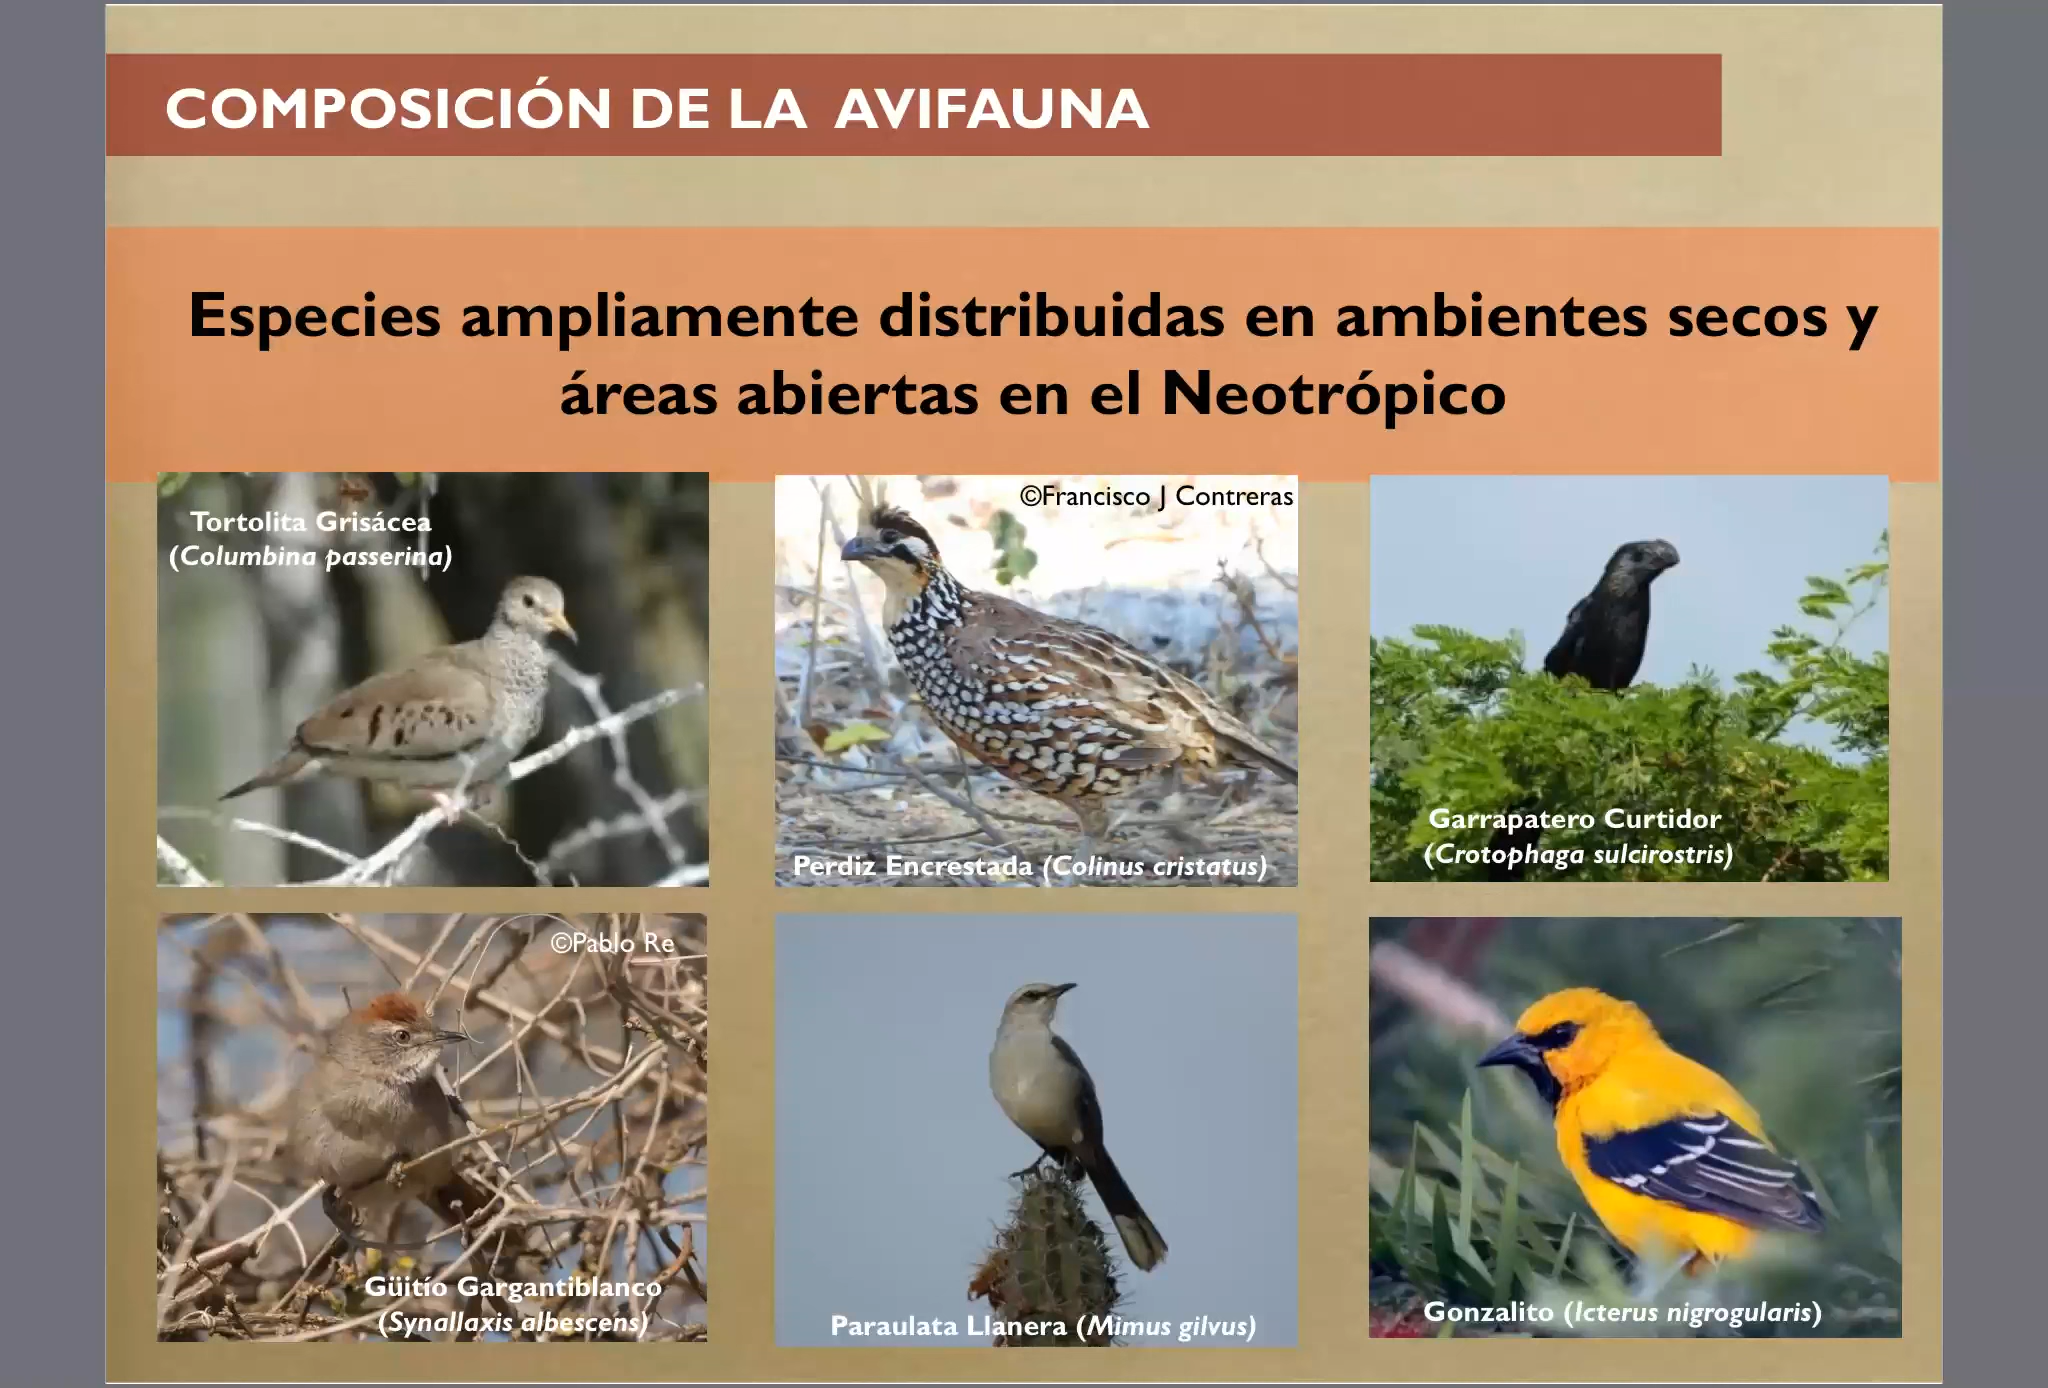 COMPOSICIÓN DE LA AVIFAUNA
Especies ampliamente distribuidas en ambientes secos y
áreas abiertas en el Neotrópico
Tortolita Grisácea
(Columbina passerina)
©Francisco J Contreras
Perdiz Encrestada (Colinus cristatus)
Garrapatero Curtidor
(Crotophaga sulcirostris)
©Pablo Re
Güitío Gargantiblanco
(Synallaxis albescens)
Paraulata Llanera (Mimus gilvus)
Gonzalito (Icterus nigrogularis)